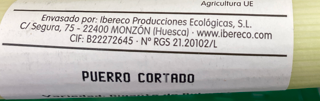 Agricultura UE
Envasado por: Ibereco Producciones Ecológicas, S.L.
C/ Segura, 75 - 22400 MONZÓN (Huesca) · www.ibereco.com
CIF: B22272645 · Nº RGS 21.20102/L
PUERRO CORTADO